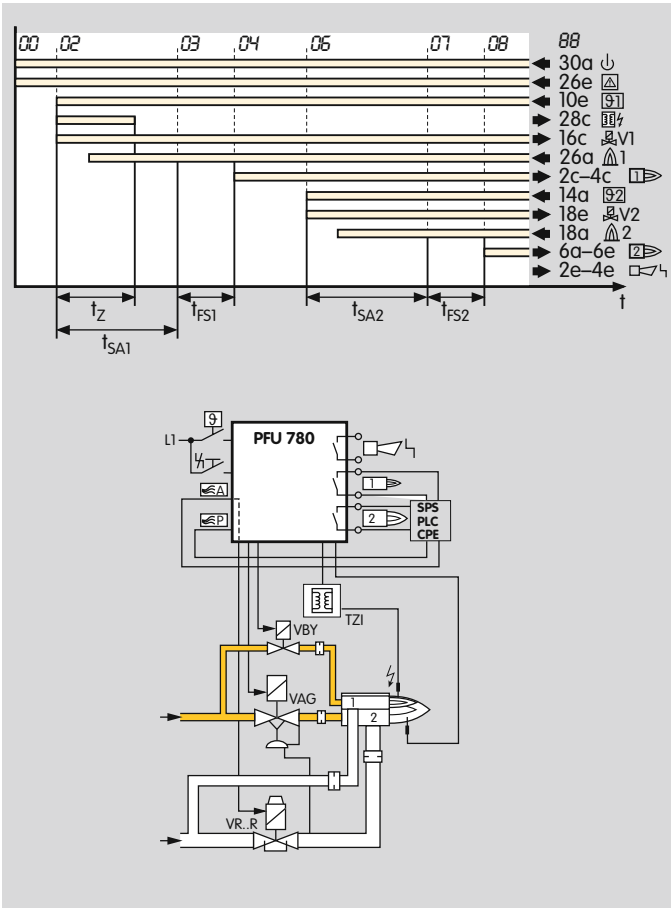 00 02 03 04 06 07 08 88
30a
26e
10e ϑ1
28c
16c V1
26a 1
2c–4c 1
14a ϑ2
18e V2
18a 2
6a–6e 2
2e–4e
t
tZ tFS1 tSA2 tFS2
tSA1
ϑ
L1
PFU 780
A
P
1
2
SPS
PLC
CPE
TZI
VBY
VAG
1
2
VR..R